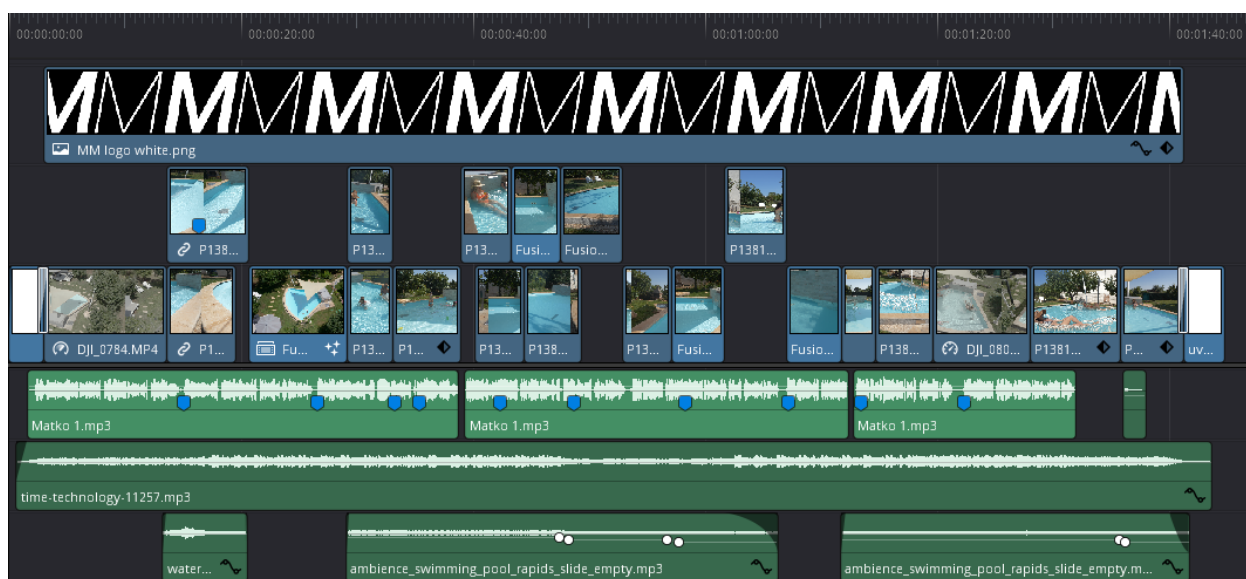 00:00:00:00
00:00:20:00
00:00:40:00
00:01:00:00
00:01:20:00
00:01:40:00
MMMMMMMMMMMMMMMMMMMM
MM logo white.png
P138...
P13...
P13...
Fusi...
Fusio...
P1381...
DJI_0784.MP4
P1...
Fu...
P13...
P1...
P13...
P138...
P13...
Fusi...
Fusio...
P138...
DJI_080...
P1381...
P...
uv...
Matko 1.mp3
Matko 1.mp3
Matko 1.mp3
time-technology-11257.mp3
water...
ambience_swimming_pool_rapids_slide_empty.mp3
ambience_swimming_pool_rapids_slide_empty.m...